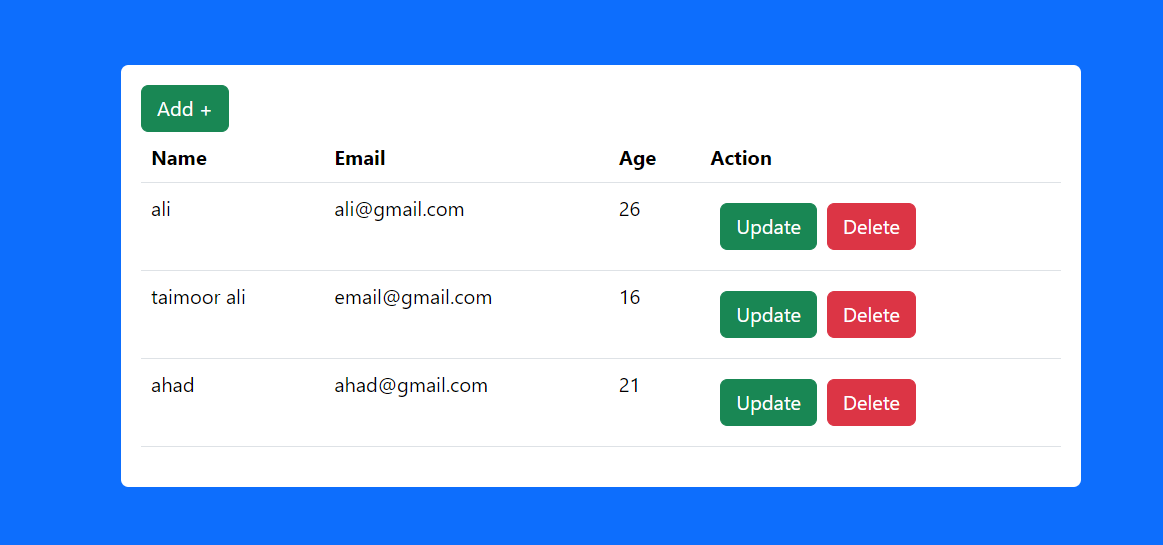 Add +
Name Email Age Action
ali ali@gmail.com 26 Update Delete
taimoor ali email@gmail.com 16 Update Delete
ahad ahad@gmail.com 21 Update Delete